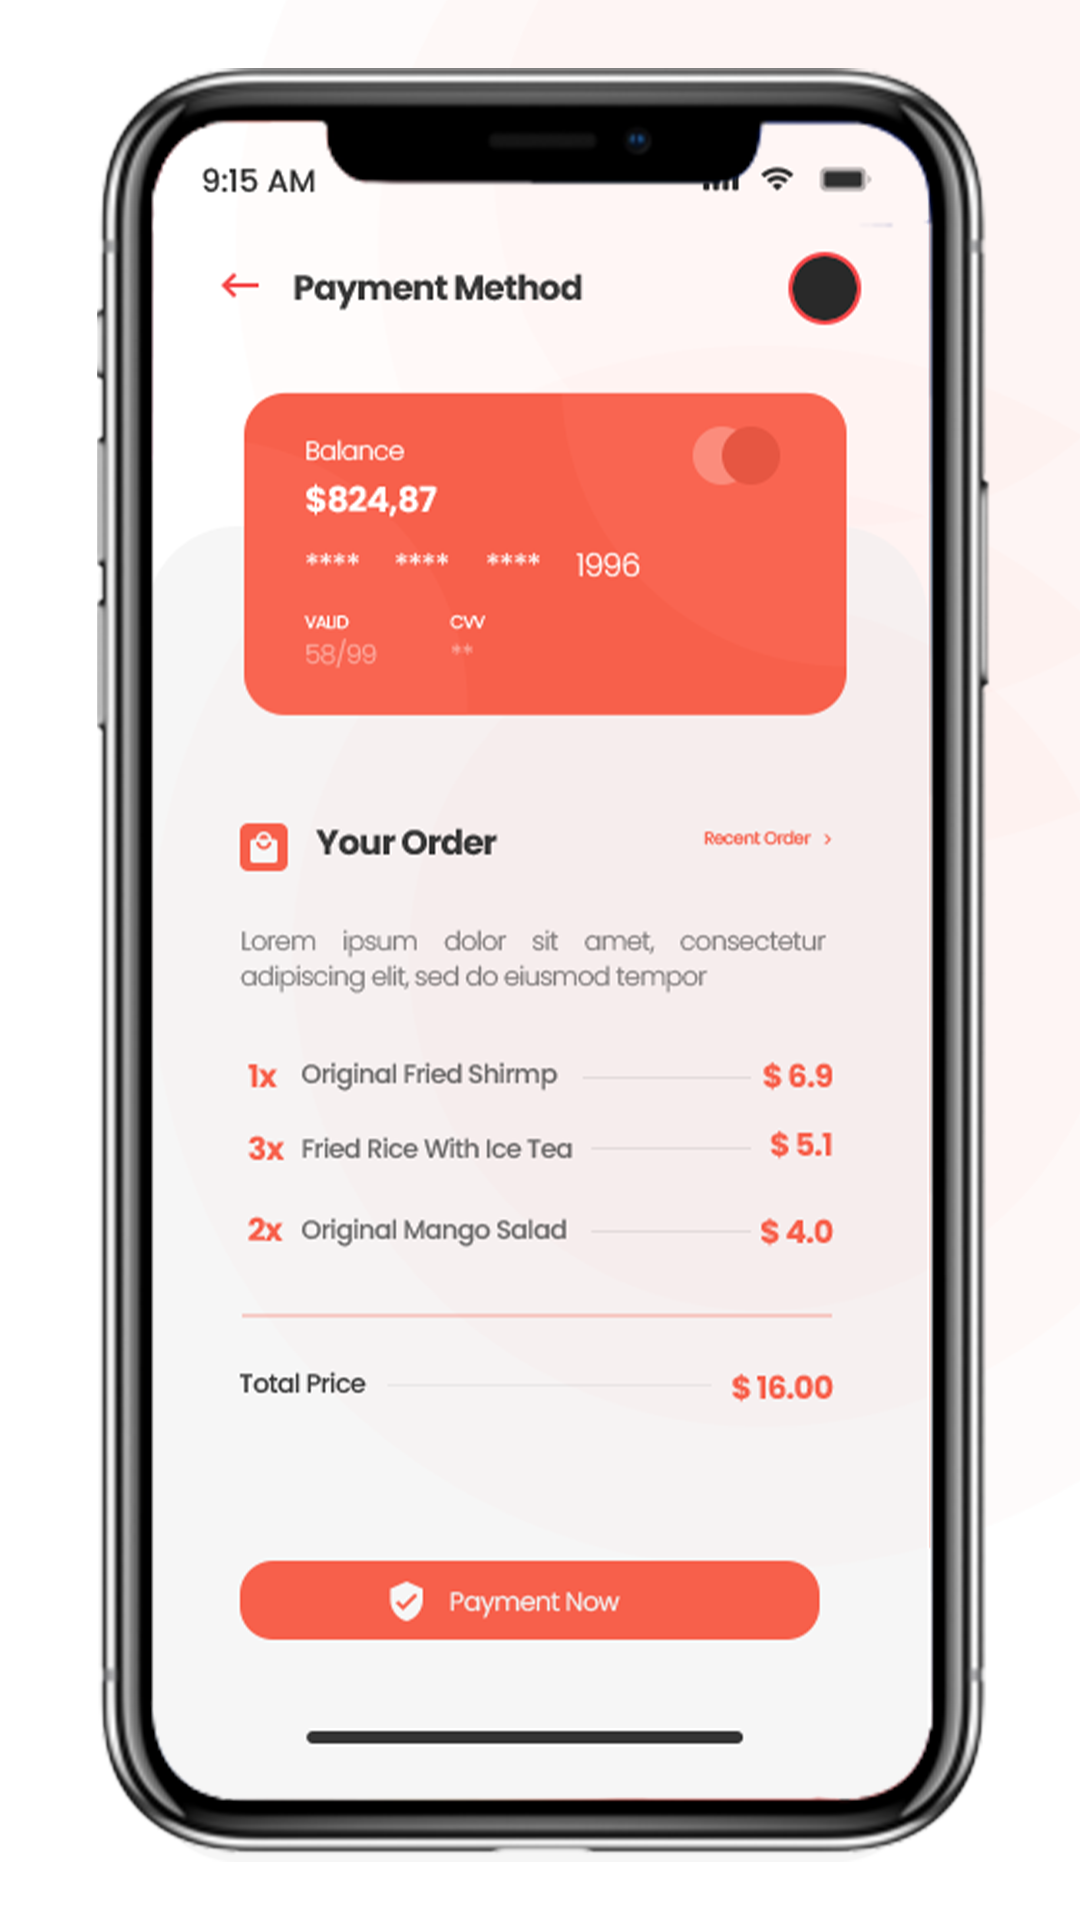 9:15 AM
Payment Method
Balance
$824,87
**** **** **** 1996
VALID CVV
58/99 **
Your Order Recent Order >
Lorem ipsum dolor sit amet, consectetur
adipiscing elit, sed do eiusmod tempor
1x Original Fried Shirmp $ 6.9
3x Fried Rice With Ice Tea $ 5.1
2x Original Mango Salad $ 4.0
Total Price $ 16.00
Payment Now